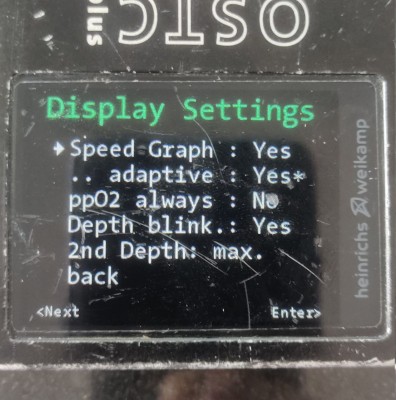 plus
OSTC
Display Settings
Speed Graph : Yes
.. adaptive : Yes*
ppO2 always : No
Depth blink.: Yes
2nd Depth: max.
back
<Next
Enter>
heinrichs weikamp